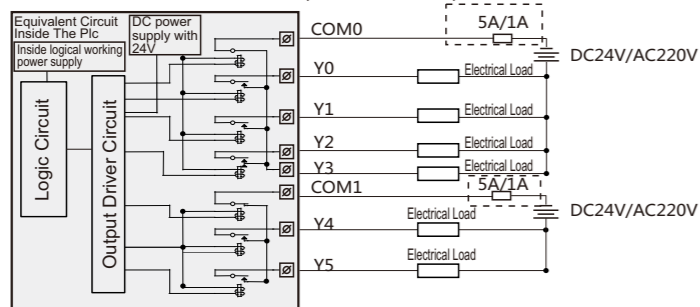 Equivalent Circuit
Inside The Plc
DC power
supply with
24V
Inside logical working
power supply
Logic Circuit
Output Driver Circuit
COM0
5A/1A
DC24V/AC220V
Y0
Electrical Load
Y1
Electrical Load
Y2
Electrical Load
Y3
Electrical Load
COM1
5A/1A
DC24V/AC220V
Y4
Electrical Load
Y5
Electrical Load